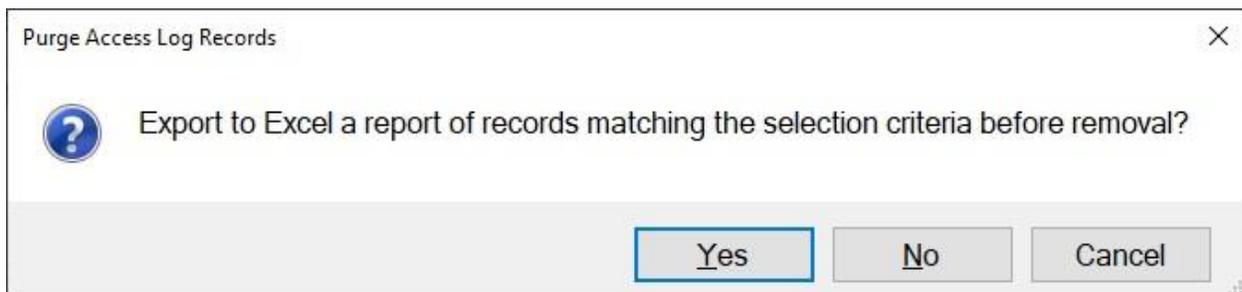 Purge Access Log Records
Export to Excel a report of records matching the selection criteria before removal?
Yes
No
Cancel